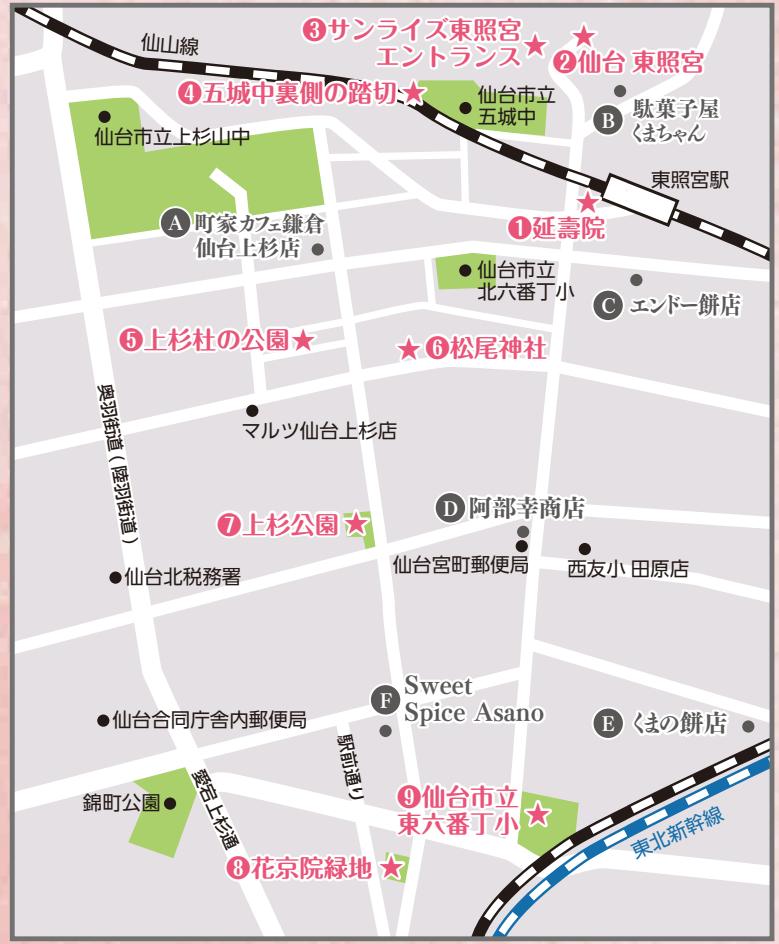 仙山線
❸サンライズ東照宮
エントランス
❷仙台 東照宮
❹五城中裏側の踏切
仙台市立
五城中
B 駄菓子屋
くまちゃん
仙台市立上杉山中
東照宮駅
❶延壽院
A 町家カフェ鎌倉
仙台上杉店
仙台市立
北六番丁小
C エンドー餅店
❺上杉杜の公園
❻松尾神社
奥羽街道(陸羽街道)
マルツ仙台上杉店
❼上杉公園
D 阿部幸商店
仙台宮町郵便局
西友小 田原店
仙台北税務署
F Sweet
Spice Asano
仙台合同庁舎内郵便局
E くまの餅店
駅前通り
錦町公園
愛宕上杉通
❾仙台市立
東六番丁小
東北新幹線
❽花京院緑地